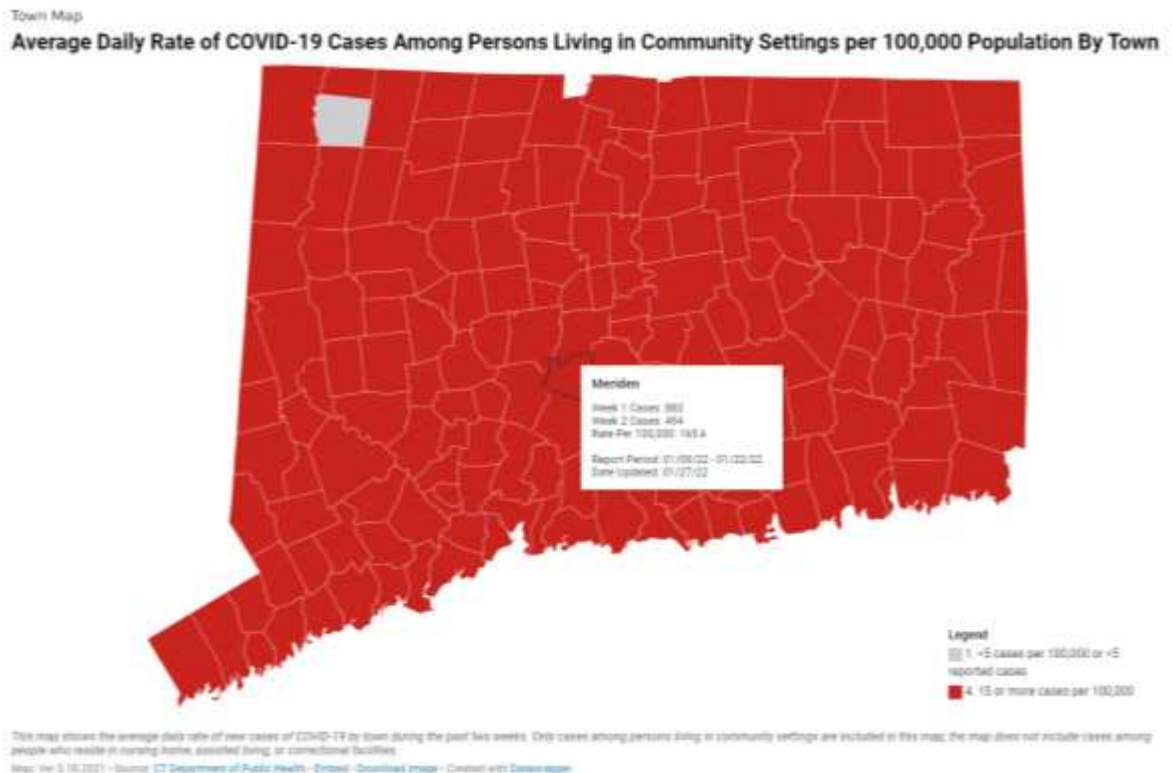 Town Map
Average Daily Rate of COVID-19 Cases Among Persons Living in Community Settings per 100,000 Population By Town
Meriden
Week 1 Cases:
Week 2 Cases:
Rate Per 100,000:
Report Period: 01/09/22 - 01/22/22
Date Updated: 01/27/22
Legend
1. <5 cases per 100,000 or <5
reported cases
4. 15 or more cases per 100,000
This map shows the average daily rate of new cases of COVID-19 by town during the past two weeks. Only cases among persons living in community settings are included in this map; the map does not include cases among
people who reside in nursing home, assisted living, or correctional facilities.
Source: CT Department of Public Health - Embed - Download image - Created with Datawrapper